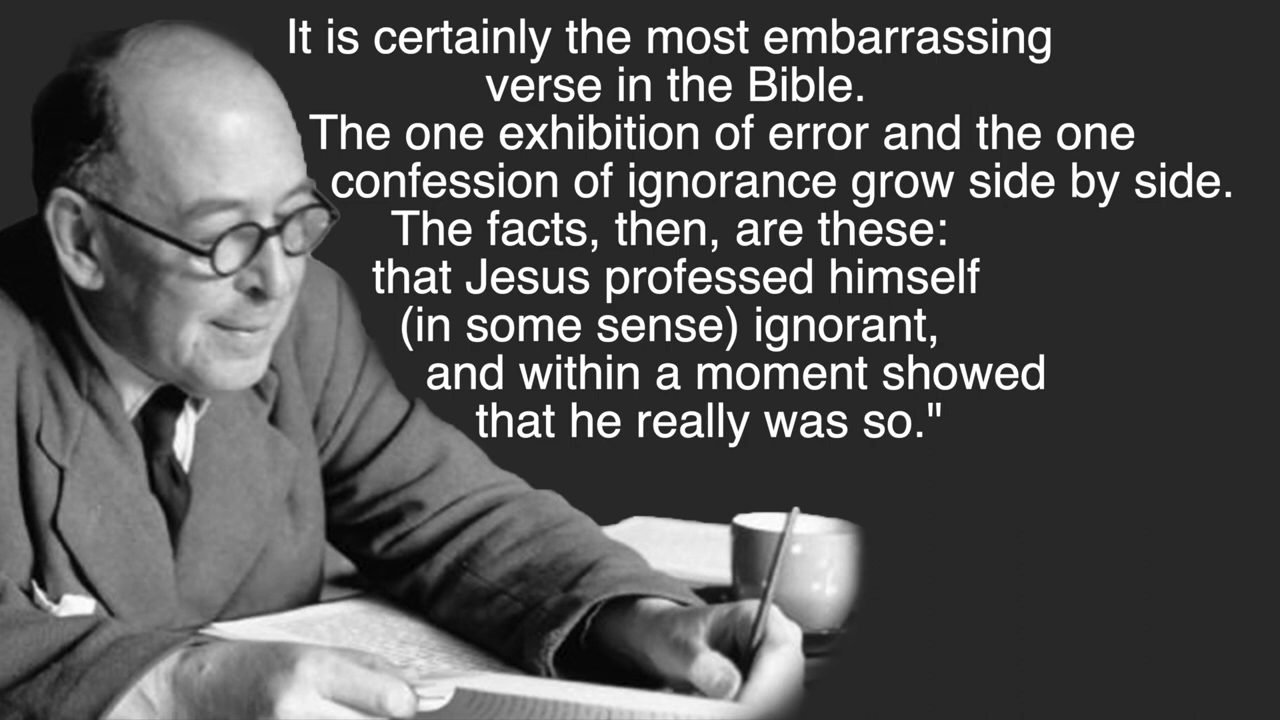 It is certainly the most embarrassing
verse in the Bible.
The one exhibition of error and the one
confession of ignorance grow side by side.
The facts, then, are these:
that Jesus professed himself
(in some sense) ignorant,
and within a moment showed
that he really was so."